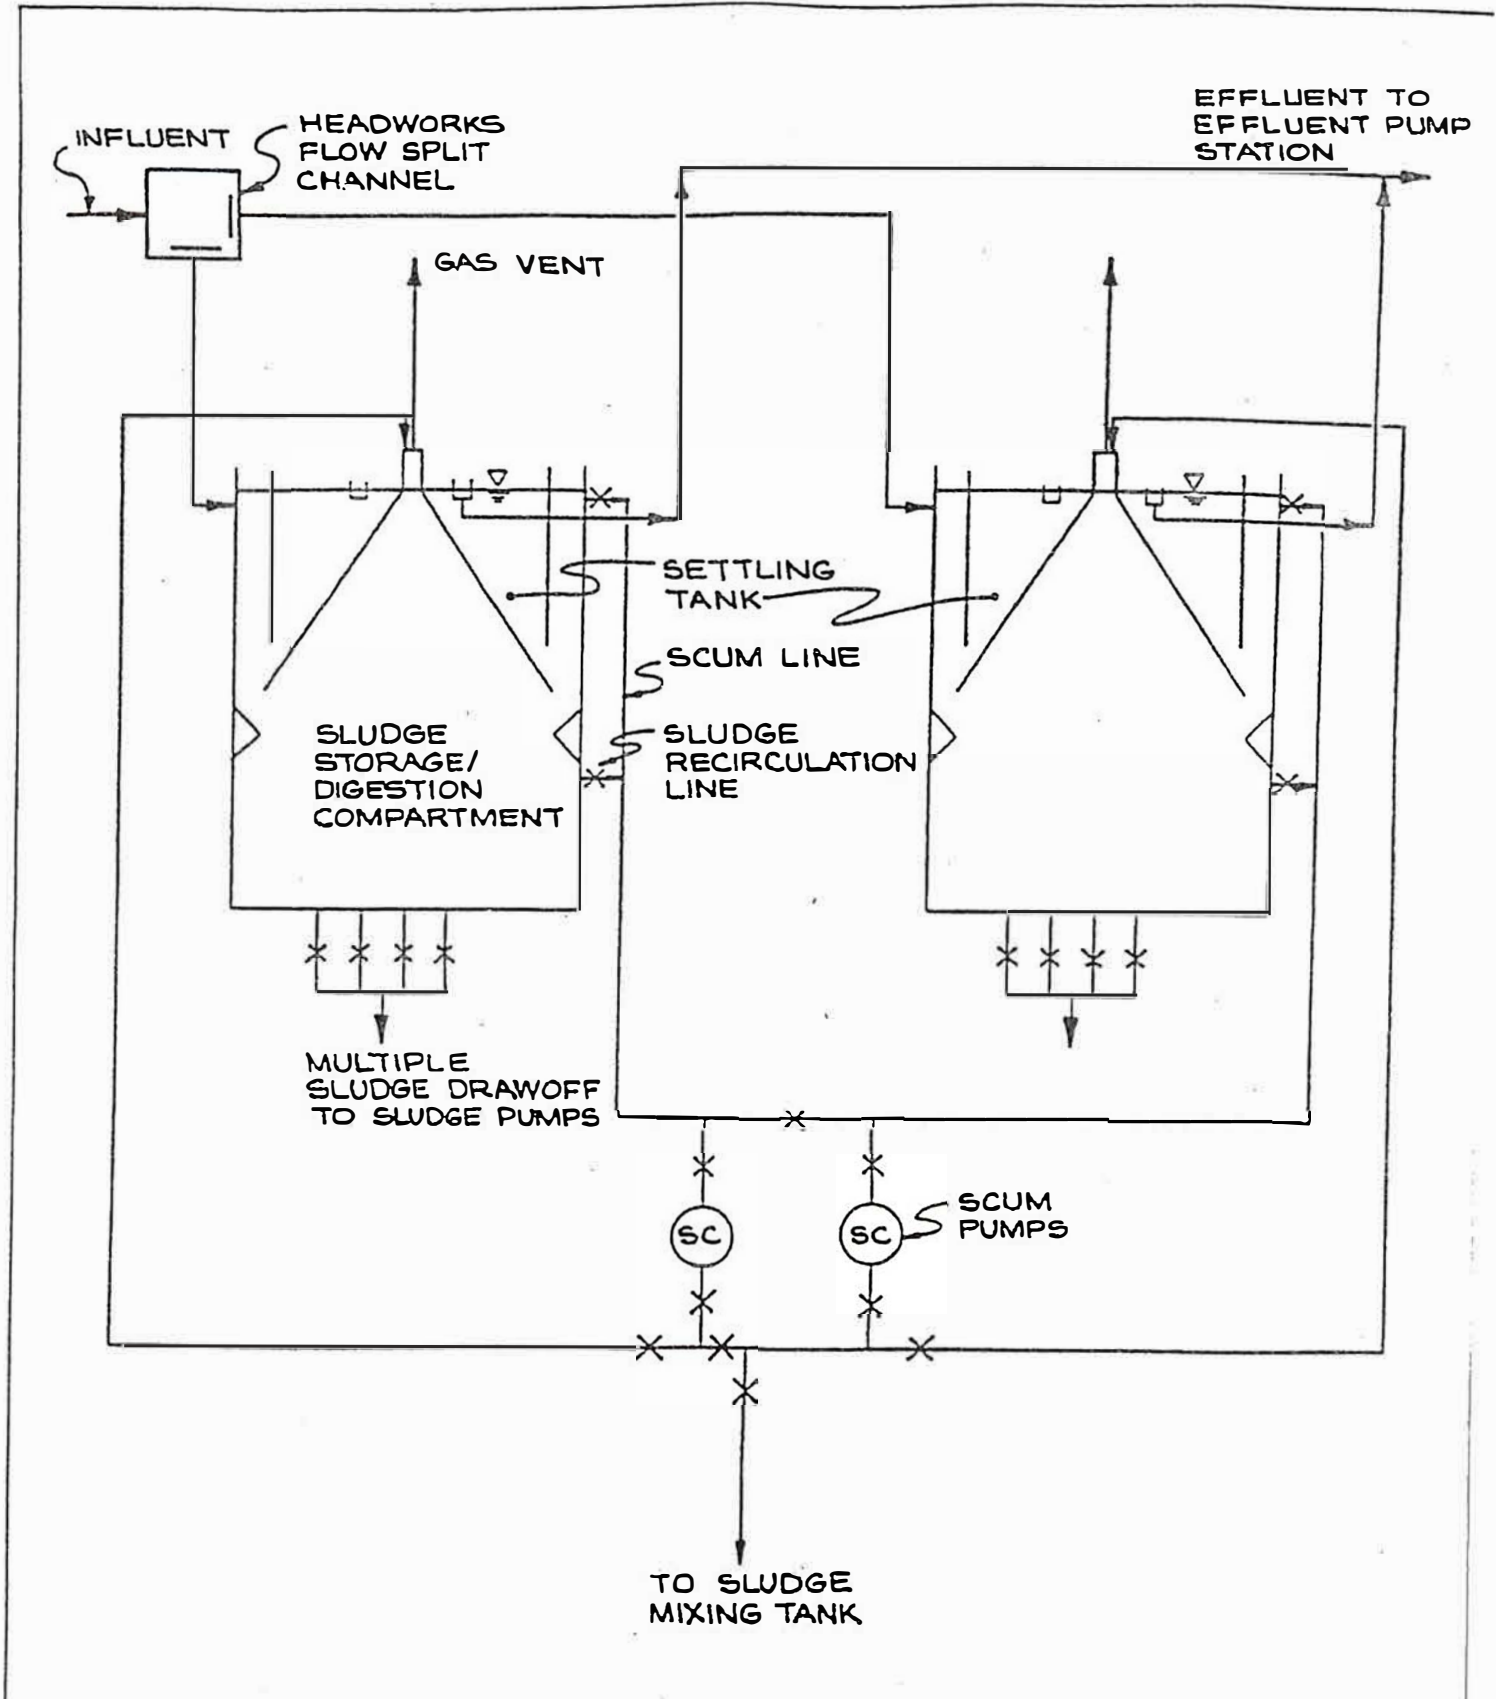 INFLUENT
HEADWORKS
FLOW SPLIT
CHANNEL
EFFLUENT TO
EFFLUENT PUMP
STATION
GAS VENT
SETTLING
TANK
SCUM LINE
SLUDGE
STORAGE/
DIGESTION
COMPARTMENT
SLUDGE
RECIRCULATION
LINE
MULTIPLE
SLUDGE DRAWOFF
TO SLUDGE PUMPS
SC
SC
SCUM
PUMPS
TO SLUDGE
MIXING TANK